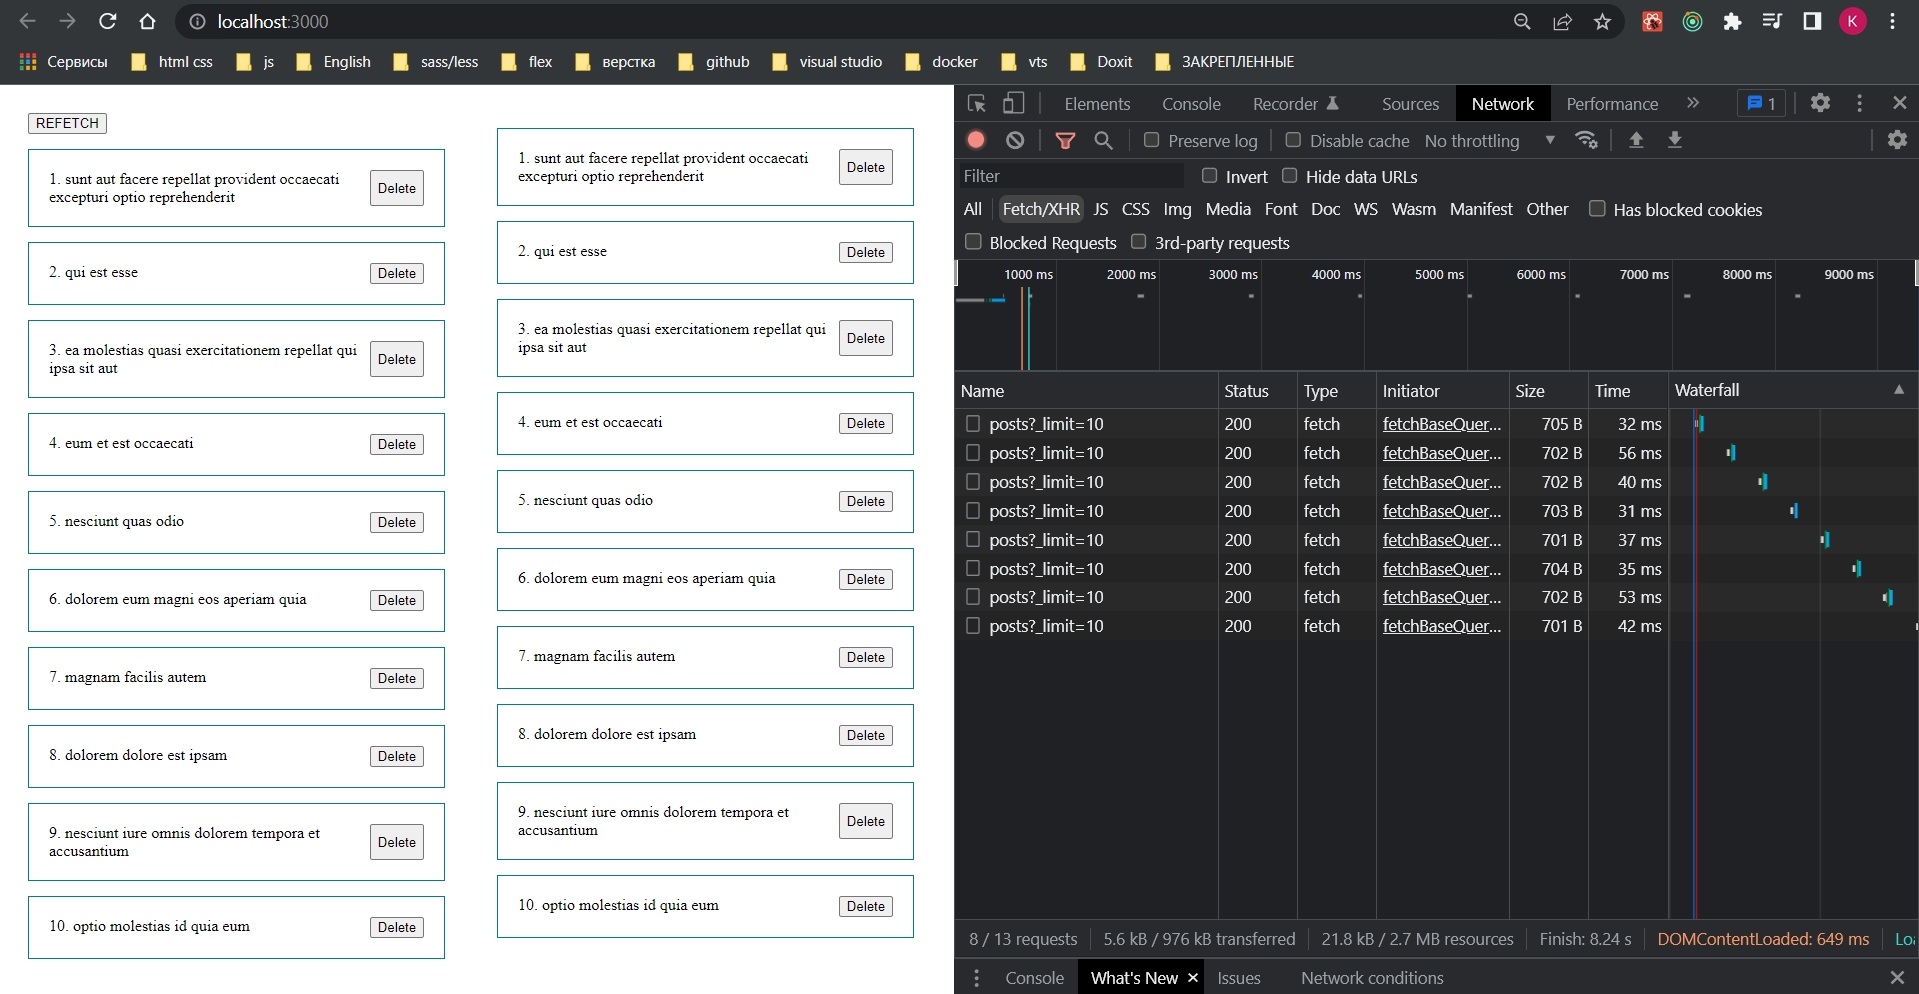 localhost:3000
K
Сервисы
html css
js
English
sass/less
flex
верстка
github
visual studio
docker
vts
Doxit
ЗАКРЕПЛЕННЫЕ
REFETCH
1. sunt aut facere repellat provident occaecati
excepturi optio reprehenderit
Delete
2. qui est esse
Delete
3. ea molestias quasi exercitationem repellat qui
ipsa sit aut
Delete
4. eum et est occaecati
Delete
5. nesciunt quas odio
Delete
6. dolorem eum magni eos aperiam quia
Delete
7. magnam facilis autem
Delete
8. dolorem dolore est ipsam
Delete
9. nesciunt iure omnis dolorem tempora et
accusantium
Delete
10. optio molestias id quia eum
Delete
1. sunt aut facere repellat provident occaecati
excepturi optio reprehenderit
Delete
2. qui est esse
Delete
3. ea molestias quasi exercitationem repellat qui
ipsa sit aut
Delete
4. eum et est occaecati
Delete
5. nesciunt quas odio
Delete
6. dolorem eum magni eos aperiam quia
Delete
7. magnam facilis autem
Delete
8. dolorem dolore est ipsam
Delete
9. nesciunt iure omnis dolorem tempora et
accusantium
Delete
10. optio molestias id quia eum
Delete
Elements Console Recorder Sources Network Performance » 1
Preserve log Disable cache No throttling
Filter Invert Hide data URLs
All Fetch/XHR JS CSS Img Media Font Doc WS Wasm Manifest Other Has blocked cookies
Blocked Requests 3rd-party requests
1000 ms 2000 ms 3000 ms 4000 ms 5000 ms 6000 ms 7000 ms 8000 ms 9000 ms
Name Status Type Initiator Size Time Waterfall
posts?_limit=10 200 fetch fetchBaseQuer... 705 B 32 ms
posts?_limit=10 200 fetch fetchBaseQuer... 702 B 56 ms
posts?_limit=10 200 fetch fetchBaseQuer... 702 B 40 ms
posts?_limit=10 200 fetch fetchBaseQuer... 703 B 31 ms
posts?_limit=10 200 fetch fetchBaseQuer... 701 B 37 ms
posts?_limit=10 200 fetch fetchBaseQuer... 704 B 35 ms
posts?_limit=10 200 fetch fetchBaseQuer... 702 B 53 ms
posts?_limit=10 200 fetch fetchBaseQuer... 701 B 42 ms
8 / 13 requests 5.6 kB / 976 kB transferred 21.8 kB / 2.7 MB resources Finish: 8.24 s DOMContentLoaded: 649 ms Loa
Console What's New × Issues Network conditions